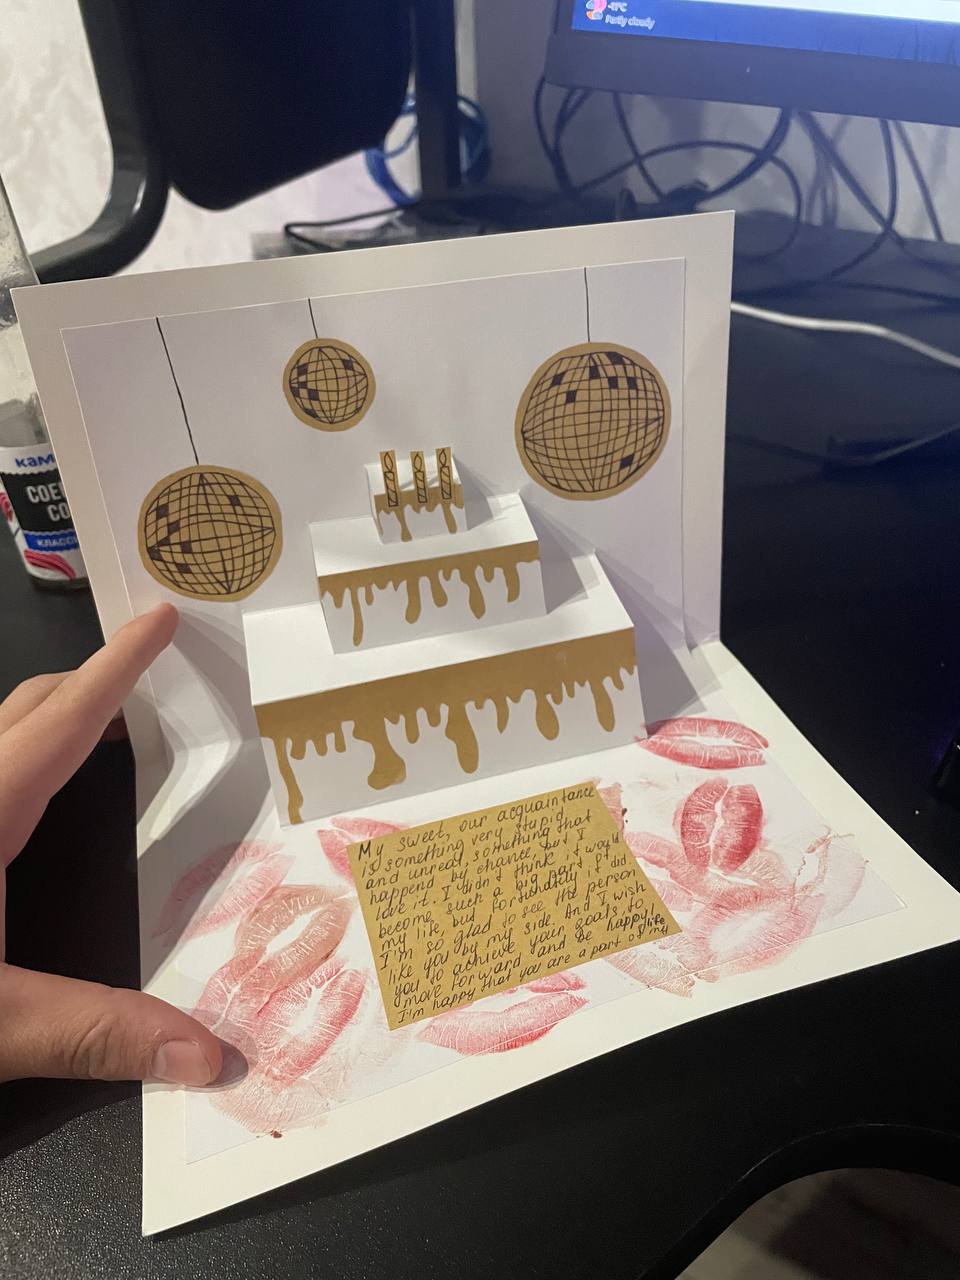 -11°C
Partly cloudy
КАМ
СОЕ
СО
КЛАССИ
My sweet, our acquaintance
is something very stupid
and unreal, something that
happend by chance, but I
love it. I didn't think it would
become such a big part of
my life, but fortunately it did
I'm so glad to see the person
like you by my side. And I wish
you to achieve your goals, to
move forward and be happy
life
I'm happy that you are a part of my